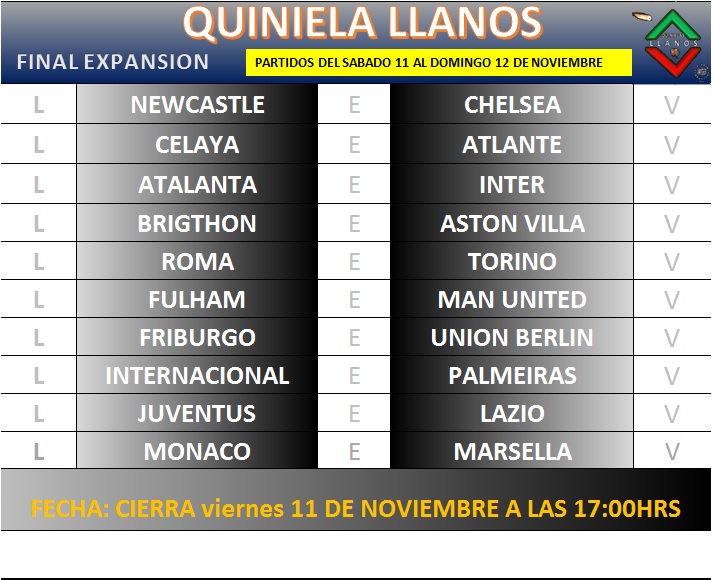 QUINIELA LLANOS
FINAL EXPANSION
PARTIDOS DEL SABADO 11 AL DOMINGO 12 DE NOVIEMBRE
LLANOS
L NEWCASTLE E CHELSEA V
L CELAYA E ATLANTE V
L ATALANTA E INTER V
L BRIGTHON E ASTON VILLA V
L ROMA E TORINO V
L FULHAM E MAN UNITED V
L FRIBURGO E UNION BERLIN V
L INTERNACIONAL E PALMEIRAS V
L JUVENTUS E LAZIO V
L MONACO E MARSELLA V
FECHA: CIERRA viernes 11 DE NOVIEMBRE A LAS 17:00HRS